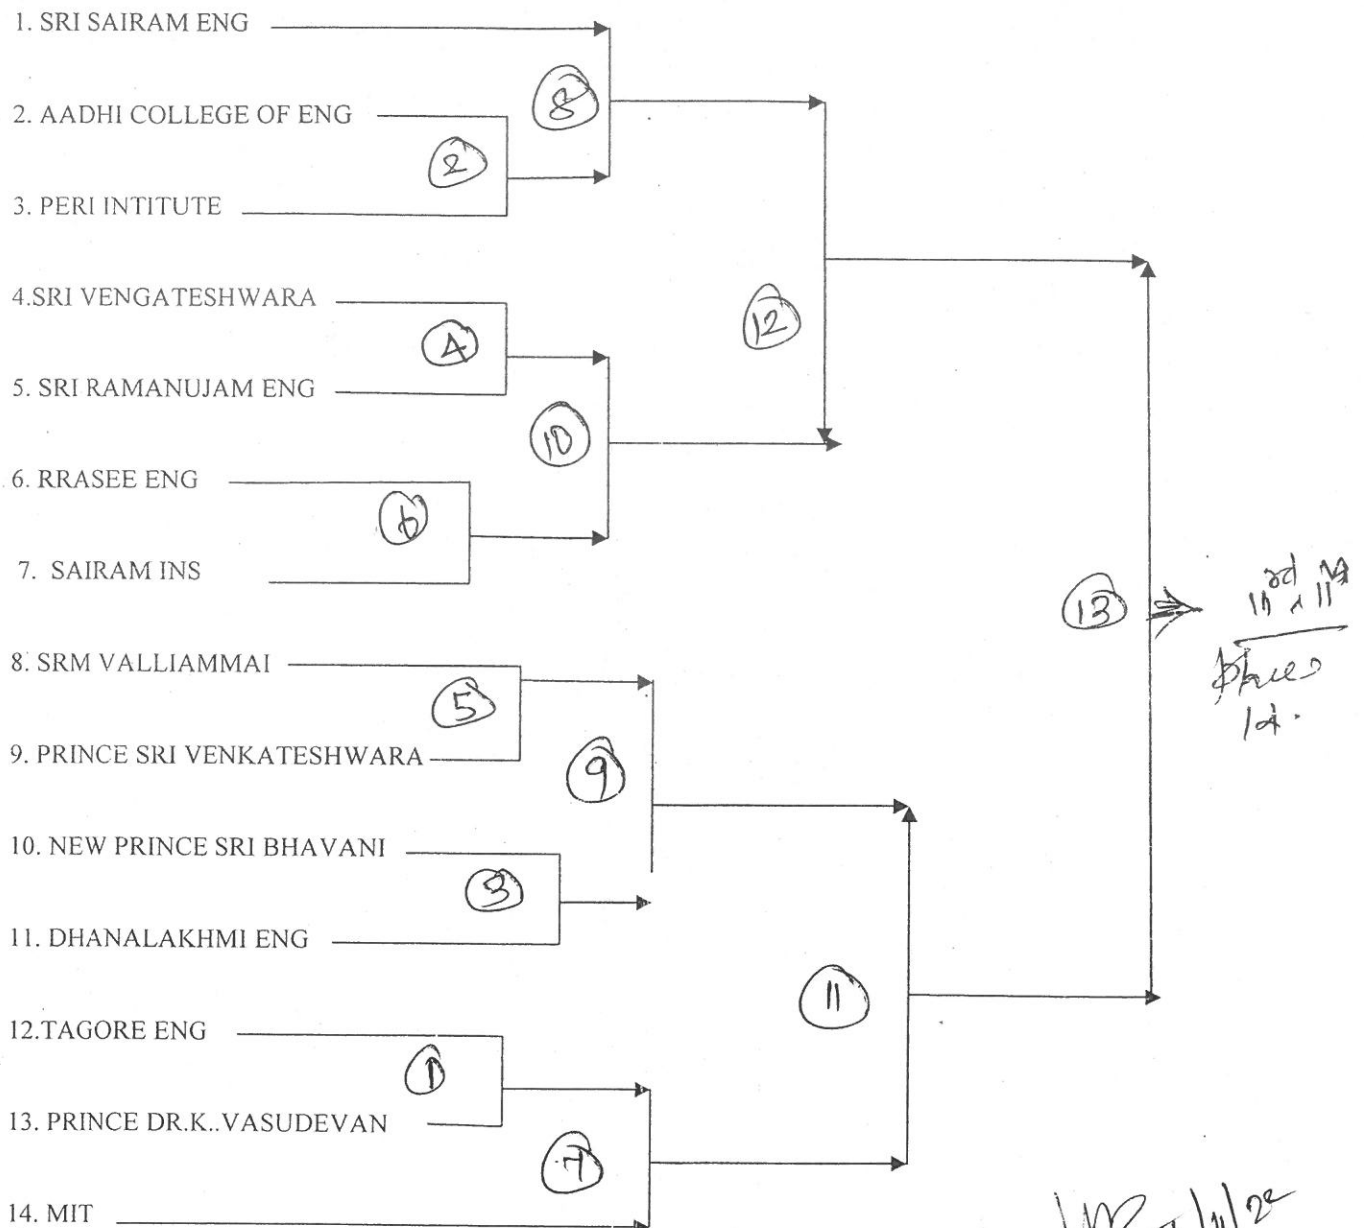 1. SRI SAIRAM ENG
8
2. AADHI COLLEGE OF ENG
2
3. PERI INTITUTE
4.SRI VENGATESHWARA
12
4
5. SRI RAMANUJAM ENG
10
6. RRASEE ENG
6
7. SAIRAM INS
13
8. SRM VALLIAMMAI
5
9. PRINCE SRI VENKATESHWARA
9
10. NEW PRINCE SRI BHAVANI
3
11. DHANALAKHMI ENG
11
12.TAGORE ENG
1
13. PRINCE DR.K..VASUDEVAN
7
14. MIT